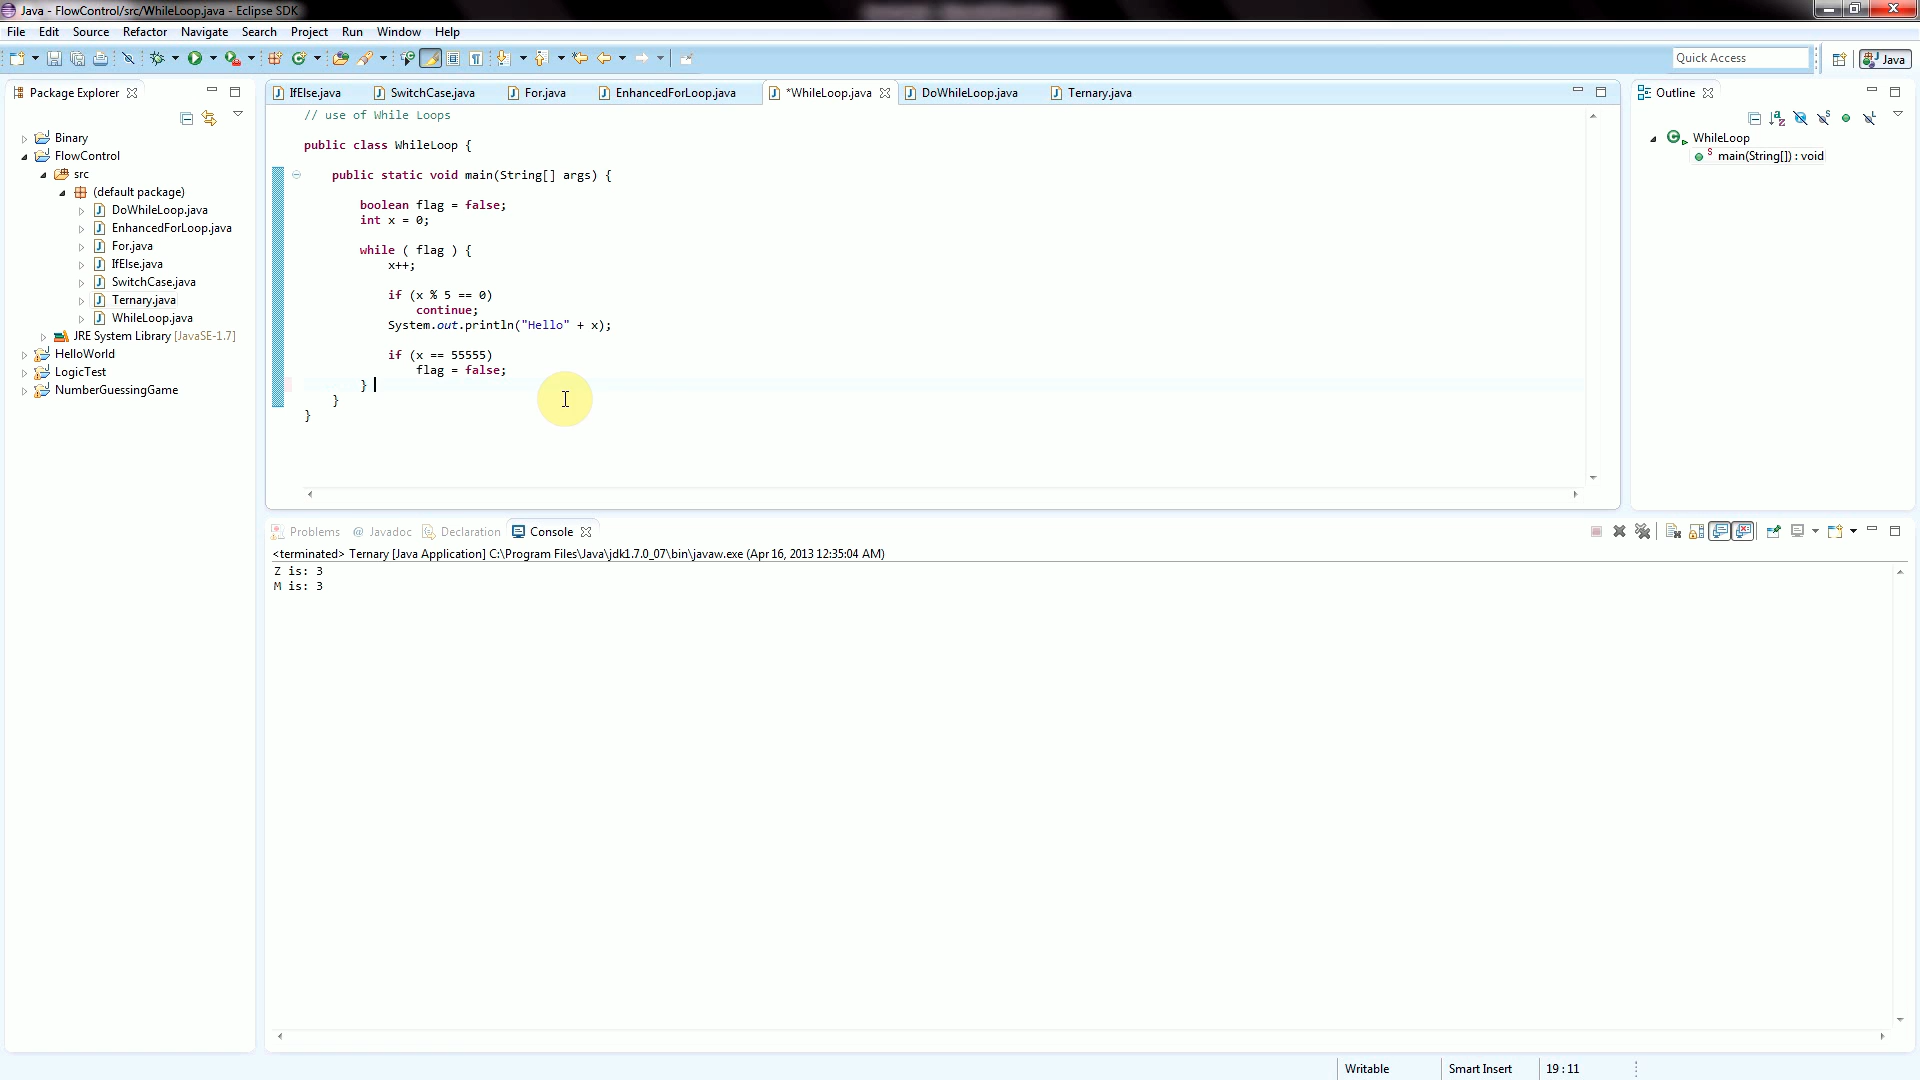 Java - FlowControl/src/WhileLoop.java - Eclipse SDK
File Edit Source Refactor Navigate Search Project Run Window Help
Quick Access
Java
Package Explorer
Binary
FlowControl
src
(default package)
DoWhileLoop.java
EnhancedForLoop.java
For.java
IfElse.java
SwitchCase.java
Ternary.java
WhileLoop.java
JRE System Library [JavaSE-1.7]
HelloWorld
LogicTest
NumberGuessingGame
IfElse.java SwitchCase.java For.java EnhancedForLoop.java *WhileLoop.java DoWhileLoop.java Ternary.java
// use of While Loops
public class WhileLoop {
public static void main(String[] args) {
boolean flag = false;
int x = 0;
while ( flag ) {
x++;
if (x % 5 == 0)
continue;
System.out.println("Hello" + x);
if (x == 55555)
flag = false;
}
}
}
Outline
WhileLoop
main(String[]) : void
Problems @ Javadoc Declaration Console
<terminated> Ternary [Java Application] C:\Program Files\Java\jdk1.7.0_07\bin\javaw.exe (Apr 16, 2013 12:35:04 AM)
Z is: 3
M is: 3
Writable Smart Insert 19 : 11